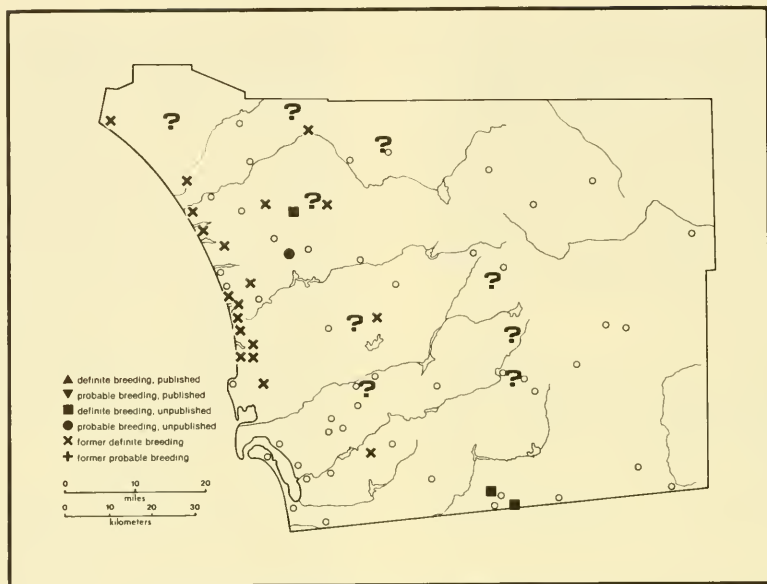 ?
?
?
?
?
?
?
?
?
▲ definite breeding, published
▼ probable breeding, published
■ definite breeding, unpublished
● probable breeding, unpublished
X former definite breeding
+ former probable breeding
0 10 20
miles
0 10 20 30
kilometers